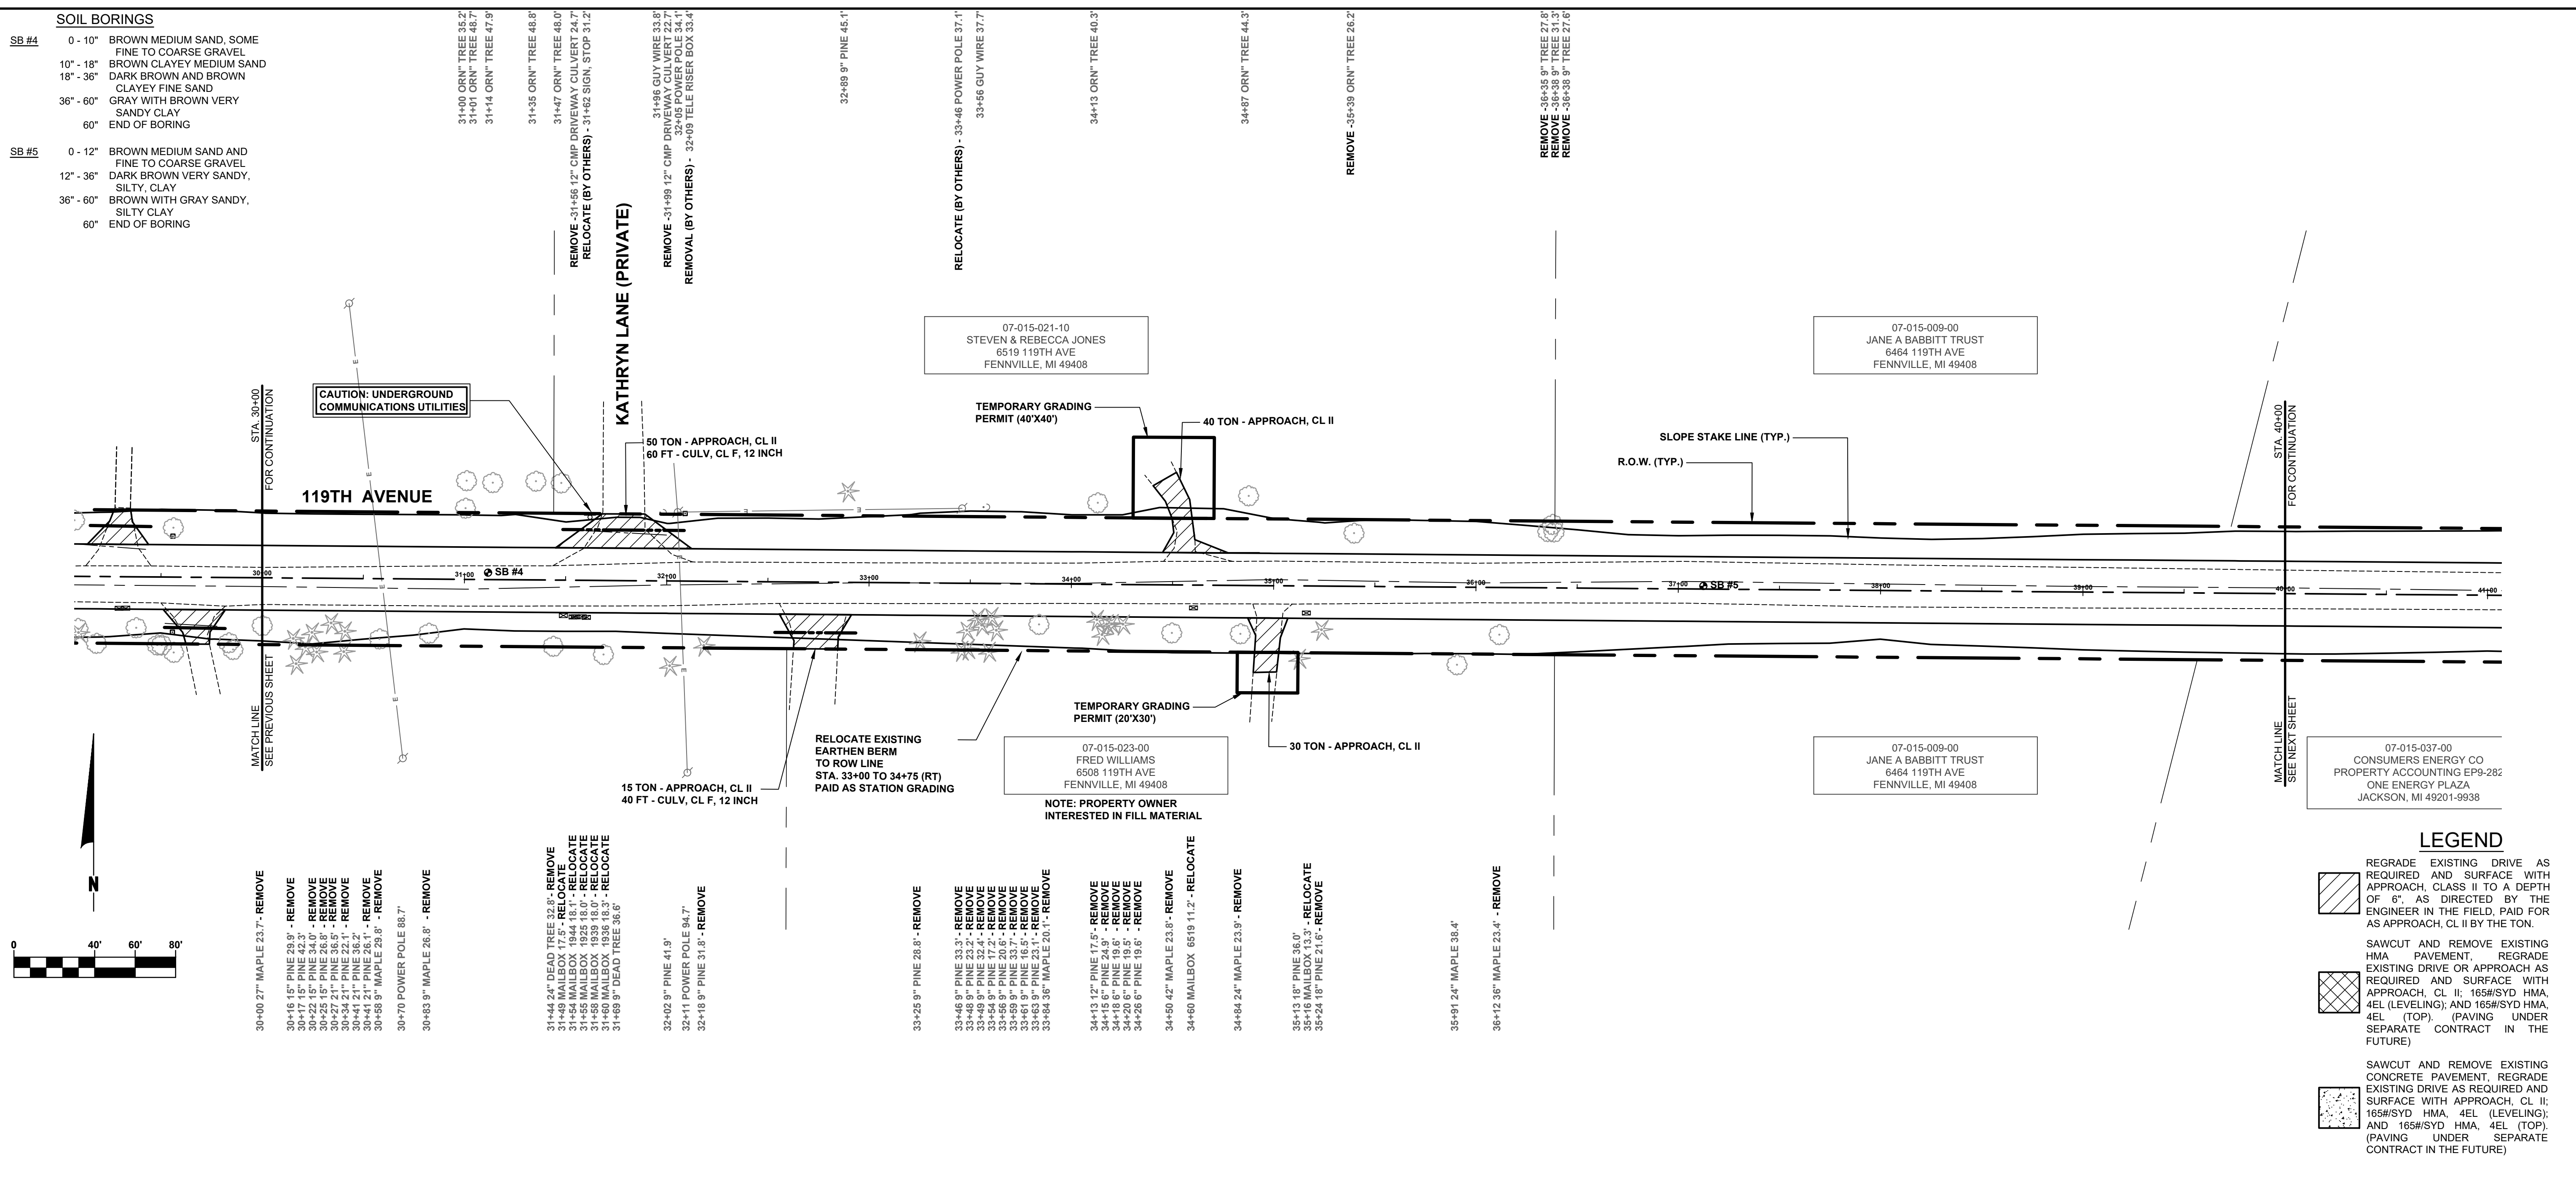 SOIL BORINGS
SB #4 0 - 10" BROWN MEDIUM SAND, SOME
FINE TO COARSE GRAVEL
10" - 18" BROWN CLAYEY MEDIUM SAND
18" - 36" DARK BROWN AND BROWN
CLAYEY FINE SAND
36" - 60" GRAY WITH BROWN VERY
SANDY CLAY
60" END OF BORING
SB #5 0 - 12" BROWN MEDIUM SAND AND
FINE TO COARSE GRAVEL
12" - 36" DARK BROWN VERY SANDY,
SILTY, CLAY
36" - 60" BROWN WITH GRAY SANDY,
SILTY CLAY
60" END OF BORING
31+00 ORN" TREE 35.2'
31+01 ORN" TREE 48.7'
31+14 ORN" TREE 47.9'
31+35 ORN" TREE 48.8'
31+47 ORN" TREE 48.0'
REMOVE -31+56 12" CMP DRIVEWAY CULVERT 24.7'
RELOCATE (BY OTHERS) - 31+62 SIGN, STOP 31.2'
31+96 GUY WIRE 33.8'
REMOVE -31+99 12" CMP DRIVEWAY CULVERT 22.7'
32+05 POWER POLE 34.1'
REMOVAL (BY OTHERS) - 32+09 TELE RISER BOX 33.4'
32+89 9" PINE 45.1'
RELOCATE (BY OTHERS) - 33+46 POWER POLE 37.1'
33+56 GUY WIRE 37.7'
34+13 ORN" TREE 40.3'
34+87 ORN" TREE 44.3'
REMOVE -35+39 ORN" TREE 26.2'
REMOVE -36+35 9" TREE 27.8'
REMOVE -36+38 9" TREE 31.3'
REMOVE -36+38 9" TREE 27.6'
KATHRYN LANE (PRIVATE)
07-015-021-10
STEVEN & REBECCA JONES
6519 119TH AVE
FENNVILLE, MI 49408
07-015-009-00
JANE A BABBITT TRUST
6464 119TH AVE
FENNVILLE, MI 49408
CAUTION: UNDERGROUND
COMMUNICATIONS UTILITIES
STA. 30+00
FOR CONTINUATION
119TH AVENUE
50 TON - APPROACH, CL II
60 FT - CULV, CL F, 12 INCH
TEMPORARY GRADING
PERMIT (40'X40')
40 TON - APPROACH, CL II
SLOPE STAKE LINE (TYP.)
R.O.W. (TYP.)
STA. 40+00
FOR CONTINUATION
E
E
E
E
E
E
E
30+00
31+00
SB #4
32+00
33+00
34+00
35+00
36+00
37+00
SB #5
38+00
39+00
40+00
41+00
MATCH LINE
SEE PREVIOUS SHEET
15 TON - APPROACH, CL II
40 FT - CULV, CL F, 12 INCH
RELOCATE EXISTING
EARTHEN BERM
TO ROW LINE
STA. 33+00 TO 34+75 (RT)
PAID AS STATION GRADING
TEMPORARY GRADING
PERMIT (20'X30')
07-015-023-00
FRED WILLIAMS
6508 119TH AVE
FENNVILLE, MI 49408
NOTE: PROPERTY OWNER
INTERESTED IN FILL MATERIAL
30 TON - APPROACH, CL II
07-015-009-00
JANE A BABBITT TRUST
6464 119TH AVE
FENNVILLE, MI 49408
MATCH LINE
SEE NEXT SHEET
07-015-037-00
CONSUMERS ENERGY CO
PROPERTY ACCOUNTING EP9-282
ONE ENERGY PLAZA
JACKSON, MI 49201-9938
N
0 40' 60' 80'
30+00 27" MAPLE 23.7'- REMOVE
30+16 15" PINE 29.9' - REMOVE
30+17 15" PINE 42.3'
30+22 15" PINE 34.0' - REMOVE
30+25 15" PINE 26.8' - REMOVE
30+27 21" PINE 36.5' - REMOVE
30+34 21" PINE 22.1' - REMOVE
30+41 21" PINE 36.2'
30+41 21" PINE 26.1' - REMOVE
30+58 9" MAPLE 29.8' - REMOVE
30+70 POWER POLE 88.7'
30+83 9" MAPLE 26.8' - REMOVE
31+44 24" DEAD TREE 32.8'- REMOVE
31+49 MAILBOX 17.5' - RELOCATE
31+54 MAILBOX 1944 18.1' - RELOCATE
31+55 MAILBOX 1925 18.0' - RELOCATE
31+58 MAILBOX 1939 18.0' - RELOCATE
31+60 MAILBOX 1936 18.3' - RELOCATE
31+69 9" DEAD TREE 36.6'
32+02 9" PINE 41.9'
32+11 POWER POLE 94.7'
32+18 9" PINE 31.8' - REMOVE
33+25 9" PINE 28.8' - REMOVE
33+46 9" PINE 33.3' - REMOVE
33+48 9" PINE 23.2' - REMOVE
33+49 9" PINE 32.4' - REMOVE
33+54 9" PINE 17.2' - REMOVE
33+56 9" PINE 20.6' - REMOVE
33+59 9" PINE 33.7' - REMOVE
33+61 9" PINE 16.5' - REMOVE
33+63 9" PINE 23.1' - REMOVE
33+84 36" MAPLE 20.1'- REMOVE
34+13 12" PINE 17.5'- REMOVE
34+15 6" PINE 24.9' - REMOVE
34+18 6" PINE 19.6' - REMOVE
34+20 6" PINE 19.5' - REMOVE
34+26 6" PINE 19.6' - REMOVE
34+50 42" MAPLE 23.8'- REMOVE
34+60 MAILBOX 6519 11.2' - RELOCATE
34+84 24" MAPLE 23.9' - REMOVE
35+13 18" PINE 36.0'
35+16 MAILBOX 13.3' - RELOCATE
35+24 18" PINE 21.6'- REMOVE
35+91 24" MAPLE 38.4'
36+12 36" MAPLE 23.4' - REMOVE
LEGEND
REGRADE EXISTING DRIVE AS
REQUIRED AND SURFACE WITH
APPROACH, CLASS II TO A DEPTH
OF 6", AS DIRECTED BY THE
ENGINEER IN THE FIELD, PAID FOR
AS APPROACH, CL II BY THE TON.
SAWCUT AND REMOVE EXISTING
HMA PAVEMENT, REGRADE
EXISTING DRIVE OR APPROACH AS
REQUIRED AND SURFACE WITH
APPROACH, CL II; 165#/SYD HMA,
4EL (LEVELING); AND 165#/SYD HMA,
4EL (TOP). (PAVING UNDER
SEPARATE CONTRACT IN THE
FUTURE)
SAWCUT AND REMOVE EXISTING
CONCRETE PAVEMENT, REGRADE
EXISTING DRIVE AS REQUIRED AND
SURFACE WITH APPROACH, CL II;
165#/SYD HMA, 4EL (LEVELING);
AND 165#/SYD HMA, 4EL (TOP).
(PAVING UNDER SEPARATE
CONTRACT IN THE FUTURE)